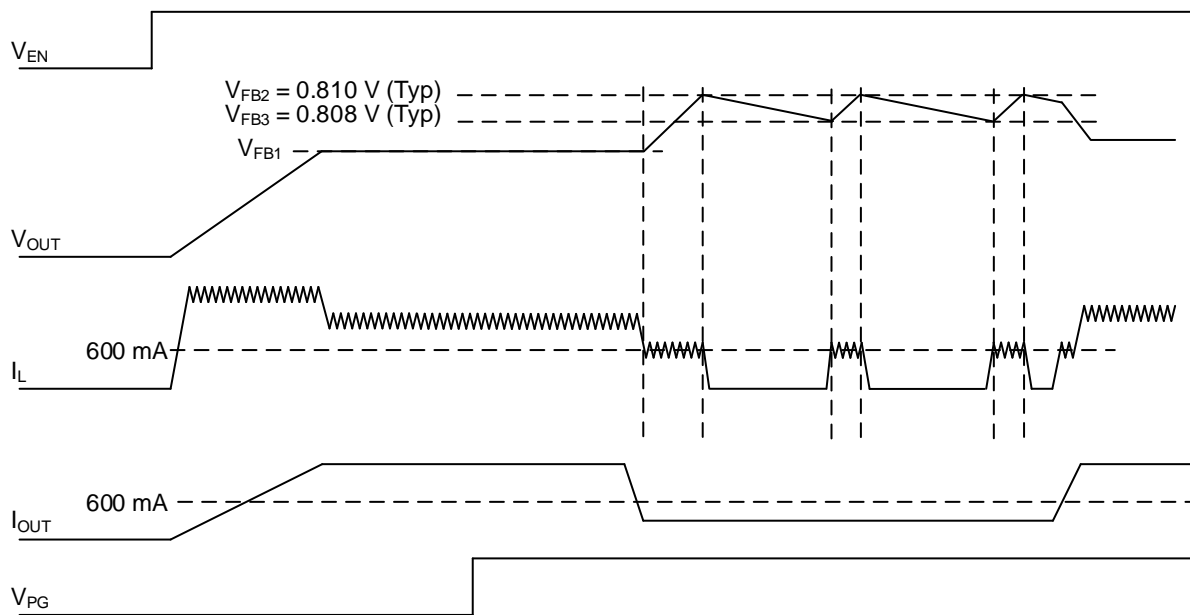 V_EN
V_FB2 = 0.810 V (Typ)
V_FB3 = 0.808 V (Typ)
V_FB1
V_OUT
600 mA
I_L
600 mA
I_OUT
V_PG